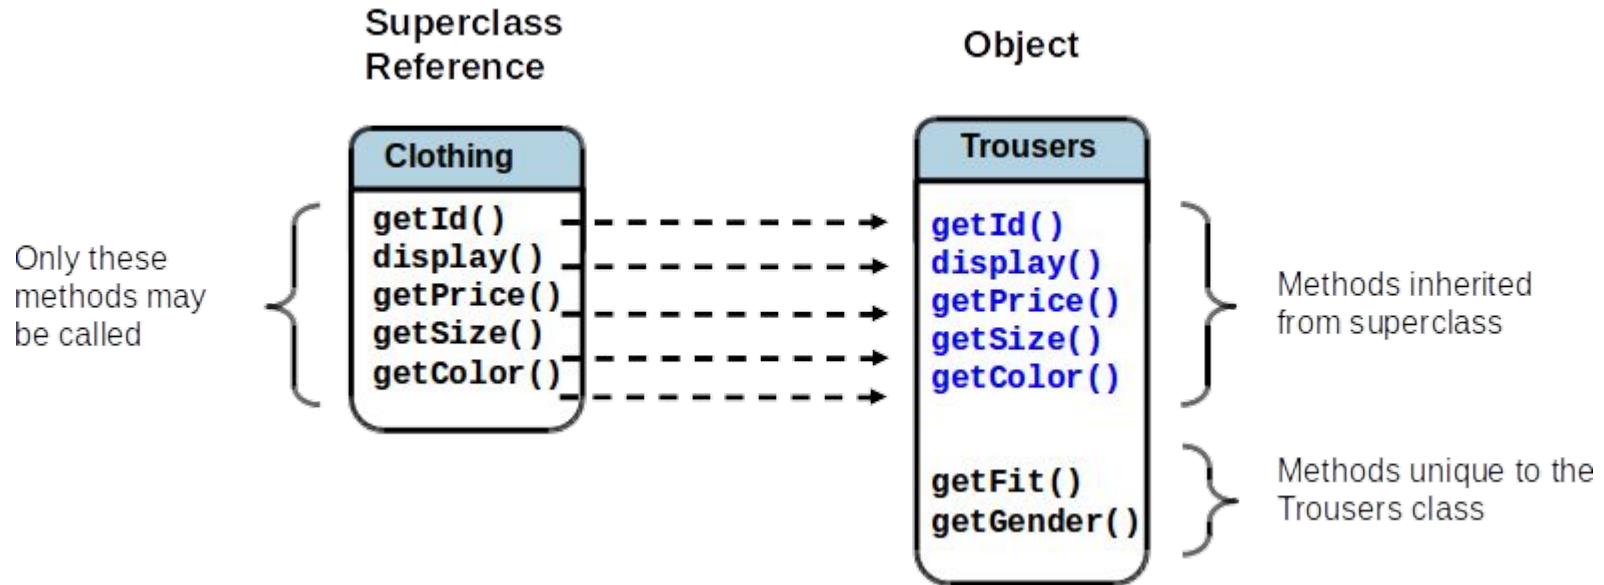 Superclass
Reference
Object
Clothing
Trousers
Only these
methods may
be called
getId()
display()
getPrice()
getSize()
getColor()
getId()
display()
getPrice()
getSize()
getColor()
getFit()
getGender()
Methods inherited
from superclass
Methods unique to the
Trousers class